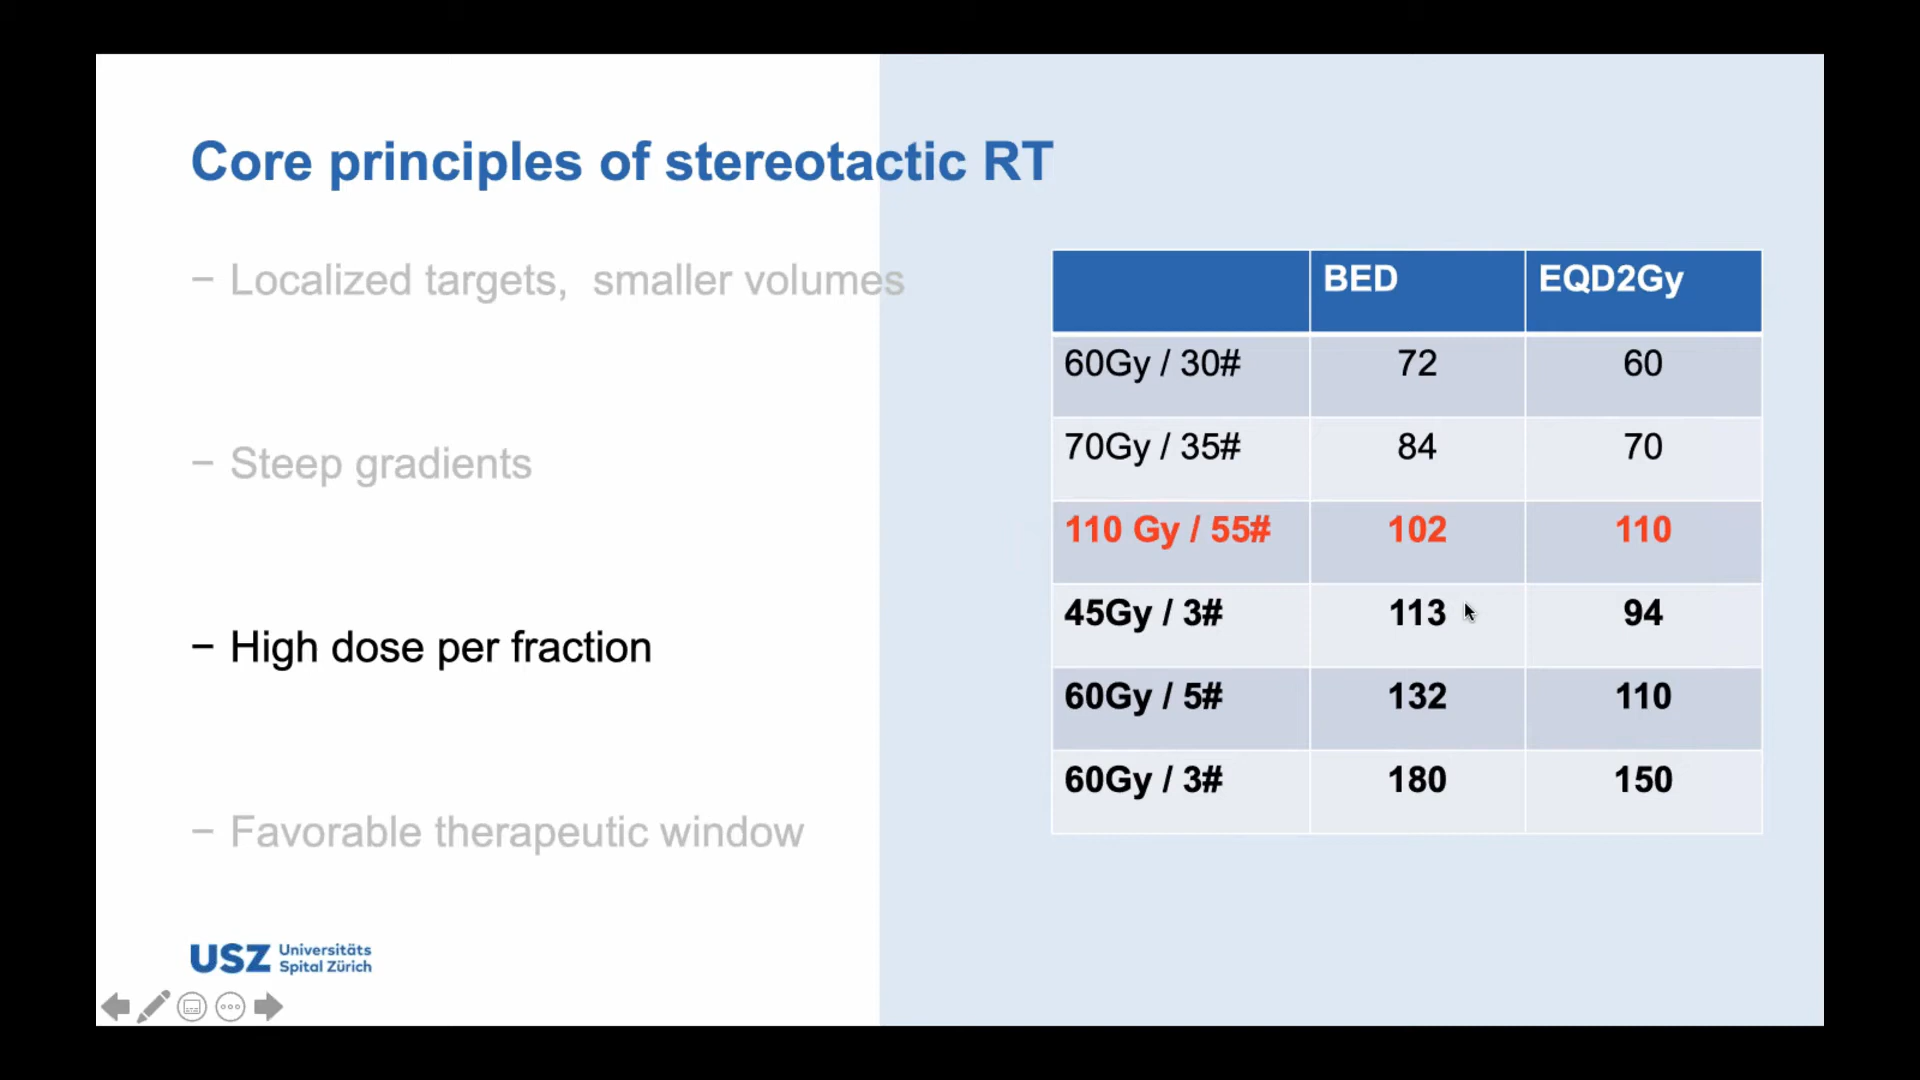 Core principles of stereotactic RT
− Localized targets,  smaller volumes
− Steep gradients
− High dose per fraction
− Favorable therapeutic window
BED EQD2Gy
60Gy / 30# 72 60
70Gy / 35# 84 70
110 Gy / 55# 102 110
45Gy / 3# 113 94
60Gy / 5# 132 110
60Gy / 3# 180 150
USZ Universitäts
Spital Zürich